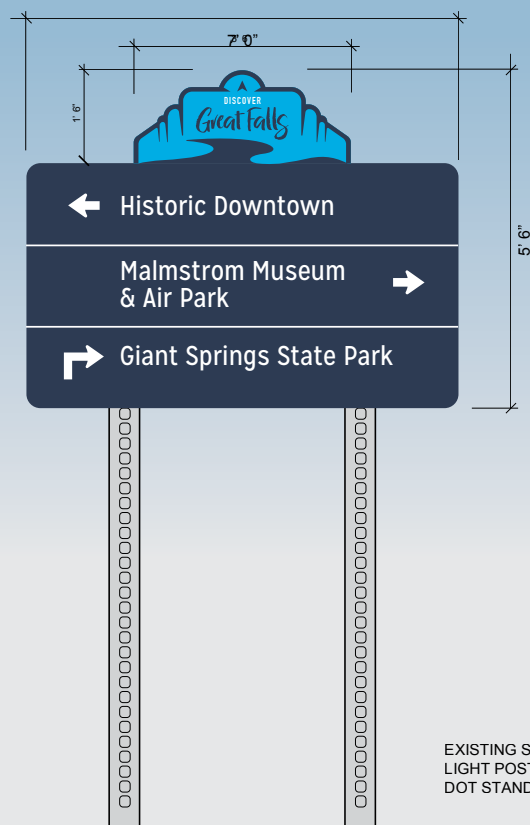 7' 0"
1' 6"
DISCOVER
Great Falls
Historic Downtown
Malmstrom Museum
& Air Park
Giant Springs State Park
5' 6"
EXISTING S
LIGHT POST
DOT STAND